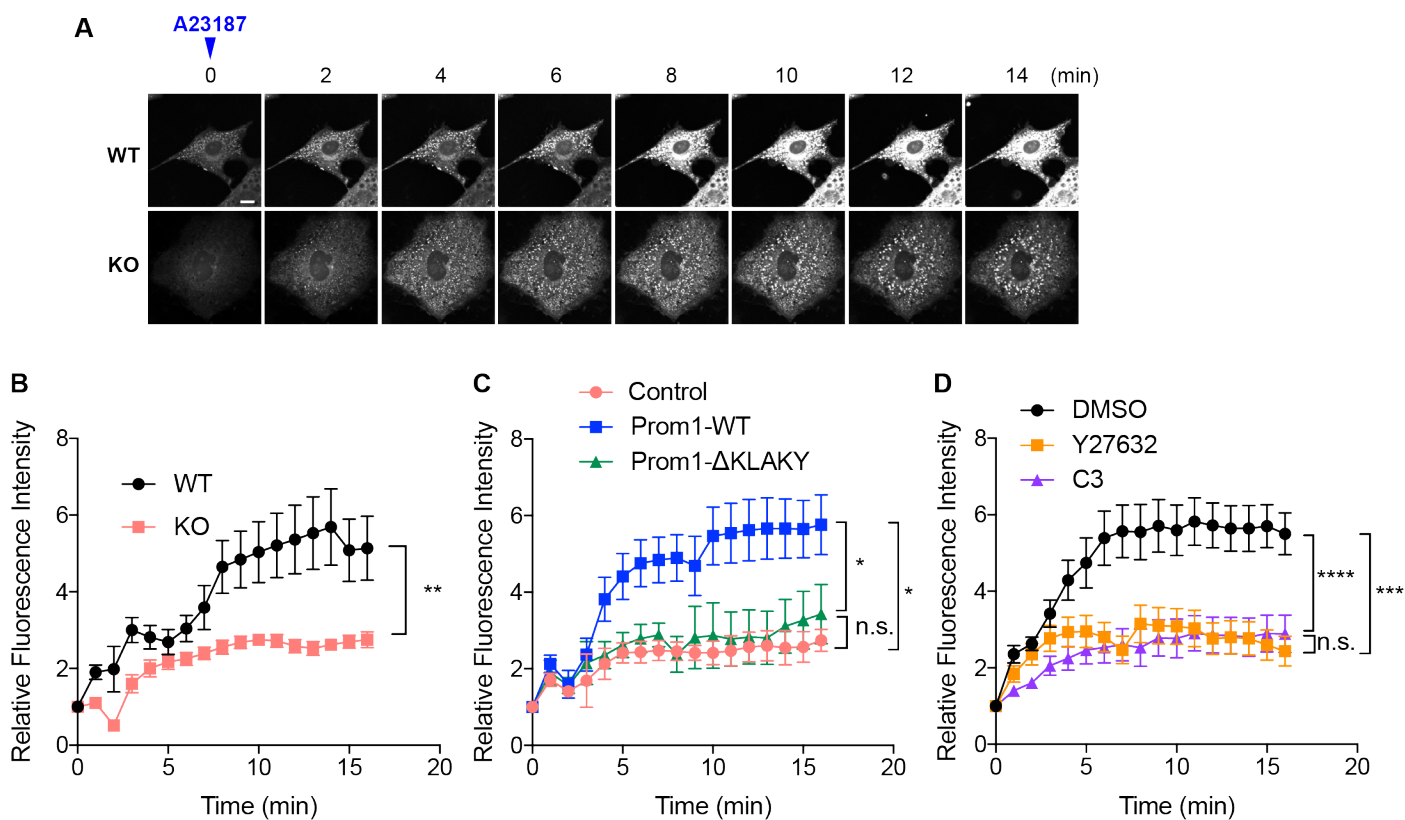 A
A23187
0 2 4 6 8 10 12 14 (min)
WT
KO
B
Relative Fluorescence Intensity
8
6
4
2
0
WT
KO
**
0 5 10 15 20
Time (min)
C
Control
Prom1-WT
Prom1-ΔKLAKY
Relative Fluorescence Intensity
8
6
4
2
0
*
*
n.s.
0 5 10 15 20
Time (min)
D
DMSO
Y27632
C3
Relative Fluorescence Intensity
8
6
4
2
0
****
***
n.s.
0 5 10 15 20
Time (min)